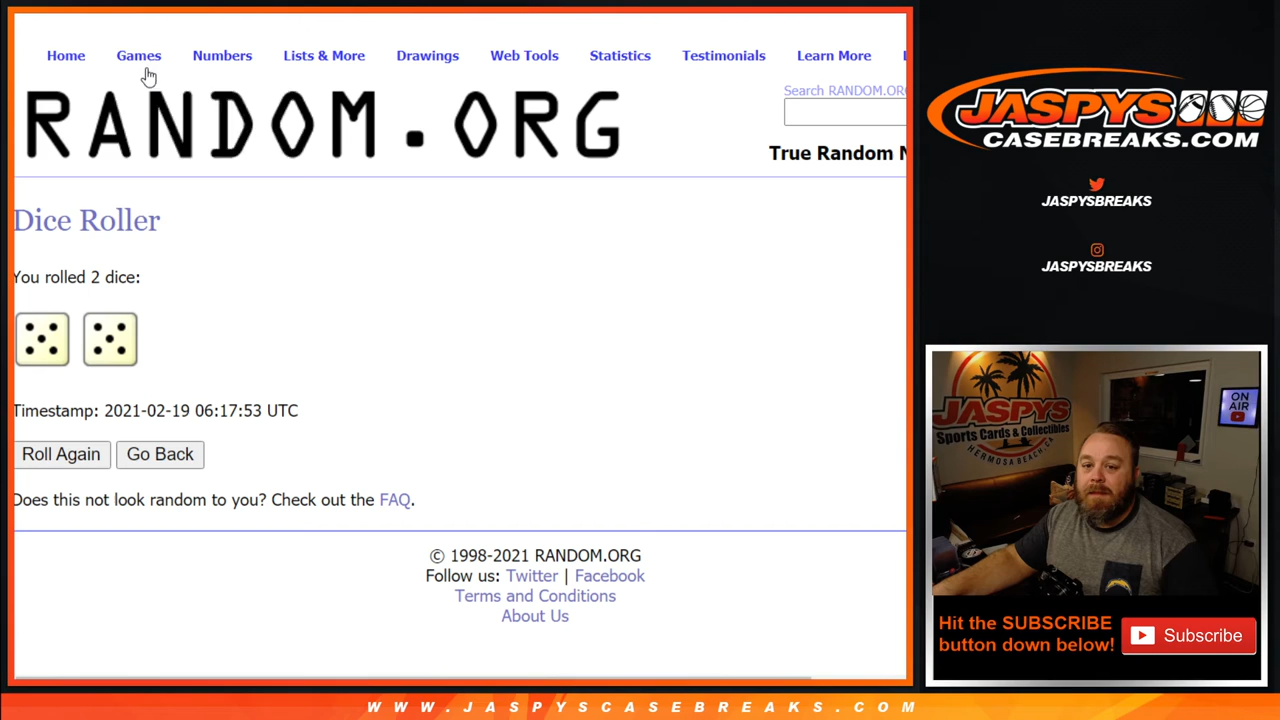 Home Games Numbers Lists & More Drawings Web Tools Statistics Testimonials Learn More
RANDOM.ORG
Search RANDOM.ORG
True Random
Dice Roller
You rolled 2 dice:
Timestamp: 2021-02-19 06:17:53 UTC
Roll Again Go Back
Does this not look random to you? Check out the FAQ.
© 1998-2021 RANDOM.ORG
Follow us: Twitter | Facebook
Terms and Conditions
About Us
JASPYS
CASEBREAKS.COM
JASPYSBREAKS
JASPYSBREAKS
JASPYS
Sports Cards & Collectibles
HERMOSA BEACH, CA
ON
AIR
Hit the SUBSCRIBE
button down below!
Subscribe
WWW.JASPYSCASEBREAKS.COM